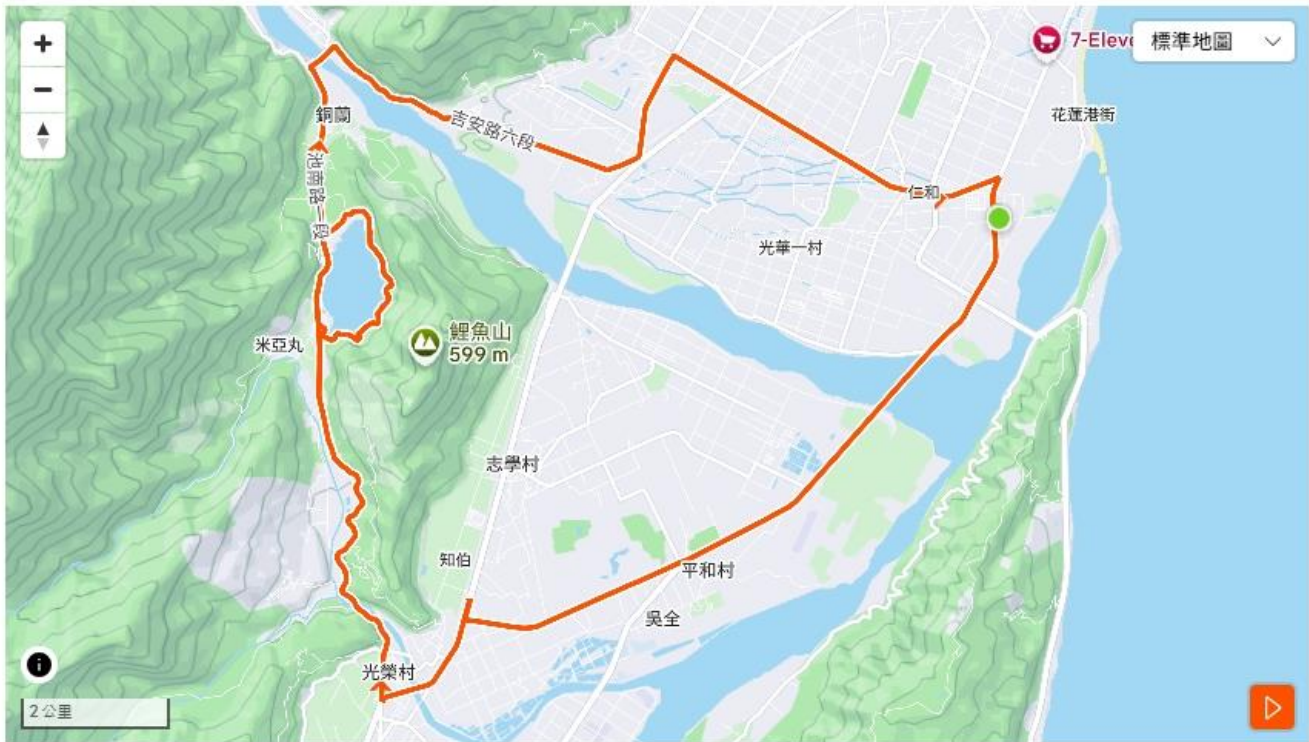 7-Eleve
標準地圖
銅蘭
吉安路六段
花蓮港街
池南路一段
仁和
光華一村
鯉魚山
599 m
米亞丸
志學村
知伯
平和村
吳全
光榮村
2 公里